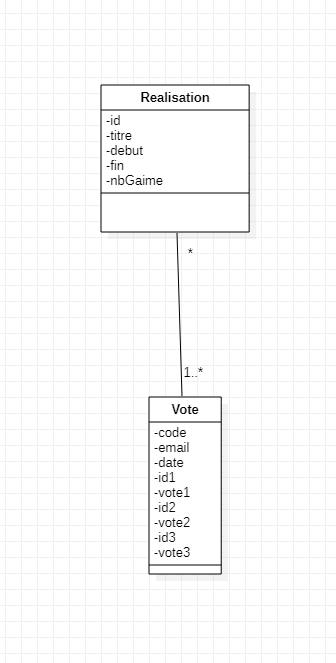 Realisation
-id
-titre
-debut
-fin
-nbGaime
*
1..*
Vote
-code
-email
-date
-id1
-vote1
-id2
-vote2
-id3
-vote3